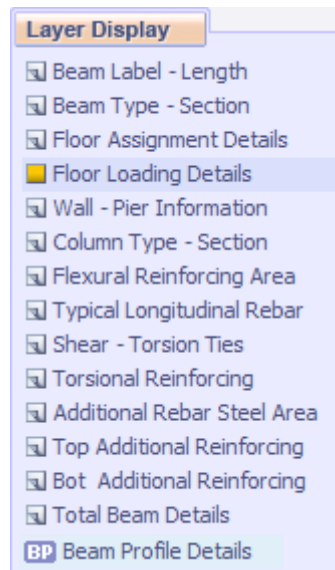 Layer Display
Beam Label - Length
Beam Type - Section
Floor Assignment Details
Floor Loading Details
Wall - Pier Information
Column Type - Section
Flexural Reinforcing Area
Typical Longitudinal Rebar
Shear - Torsion Ties
Torsional Reinforcing
Additional Rebar Steel Area
Top Additional Reinforcing
Bot  Additional Reinforcing
Total Beam Details
BP Beam Profile Details